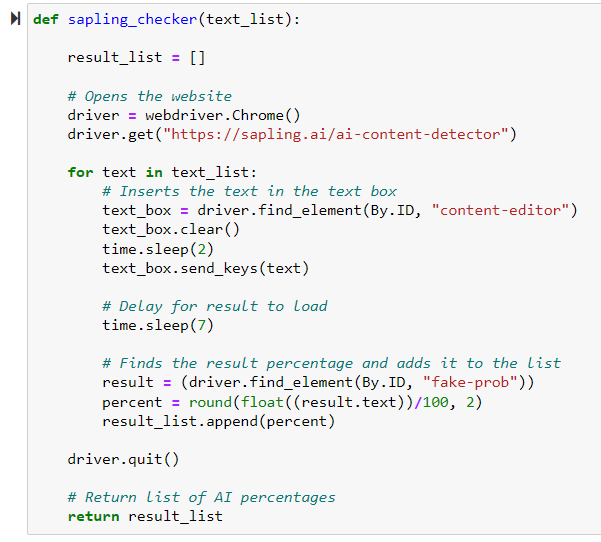 def sapling_checker(text_list):
result_list = []
# Opens the website
driver = webdriver.Chrome()
driver.get("https://sapling.ai/ai-content-detector")
for text in text_list:
# Inserts the text in the text box
text_box = driver.find_element(By.ID, "content-editor")
text_box.clear()
time.sleep(2)
text_box.send_keys(text)
# Delay for result to load
time.sleep(7)
# Finds the result percentage and adds it to the list
result = (driver.find_element(By.ID, "fake-prob"))
percent = round(float((result.text))/100, 2)
result_list.append(percent)
driver.quit()
# Return list of AI percentages
return result_list